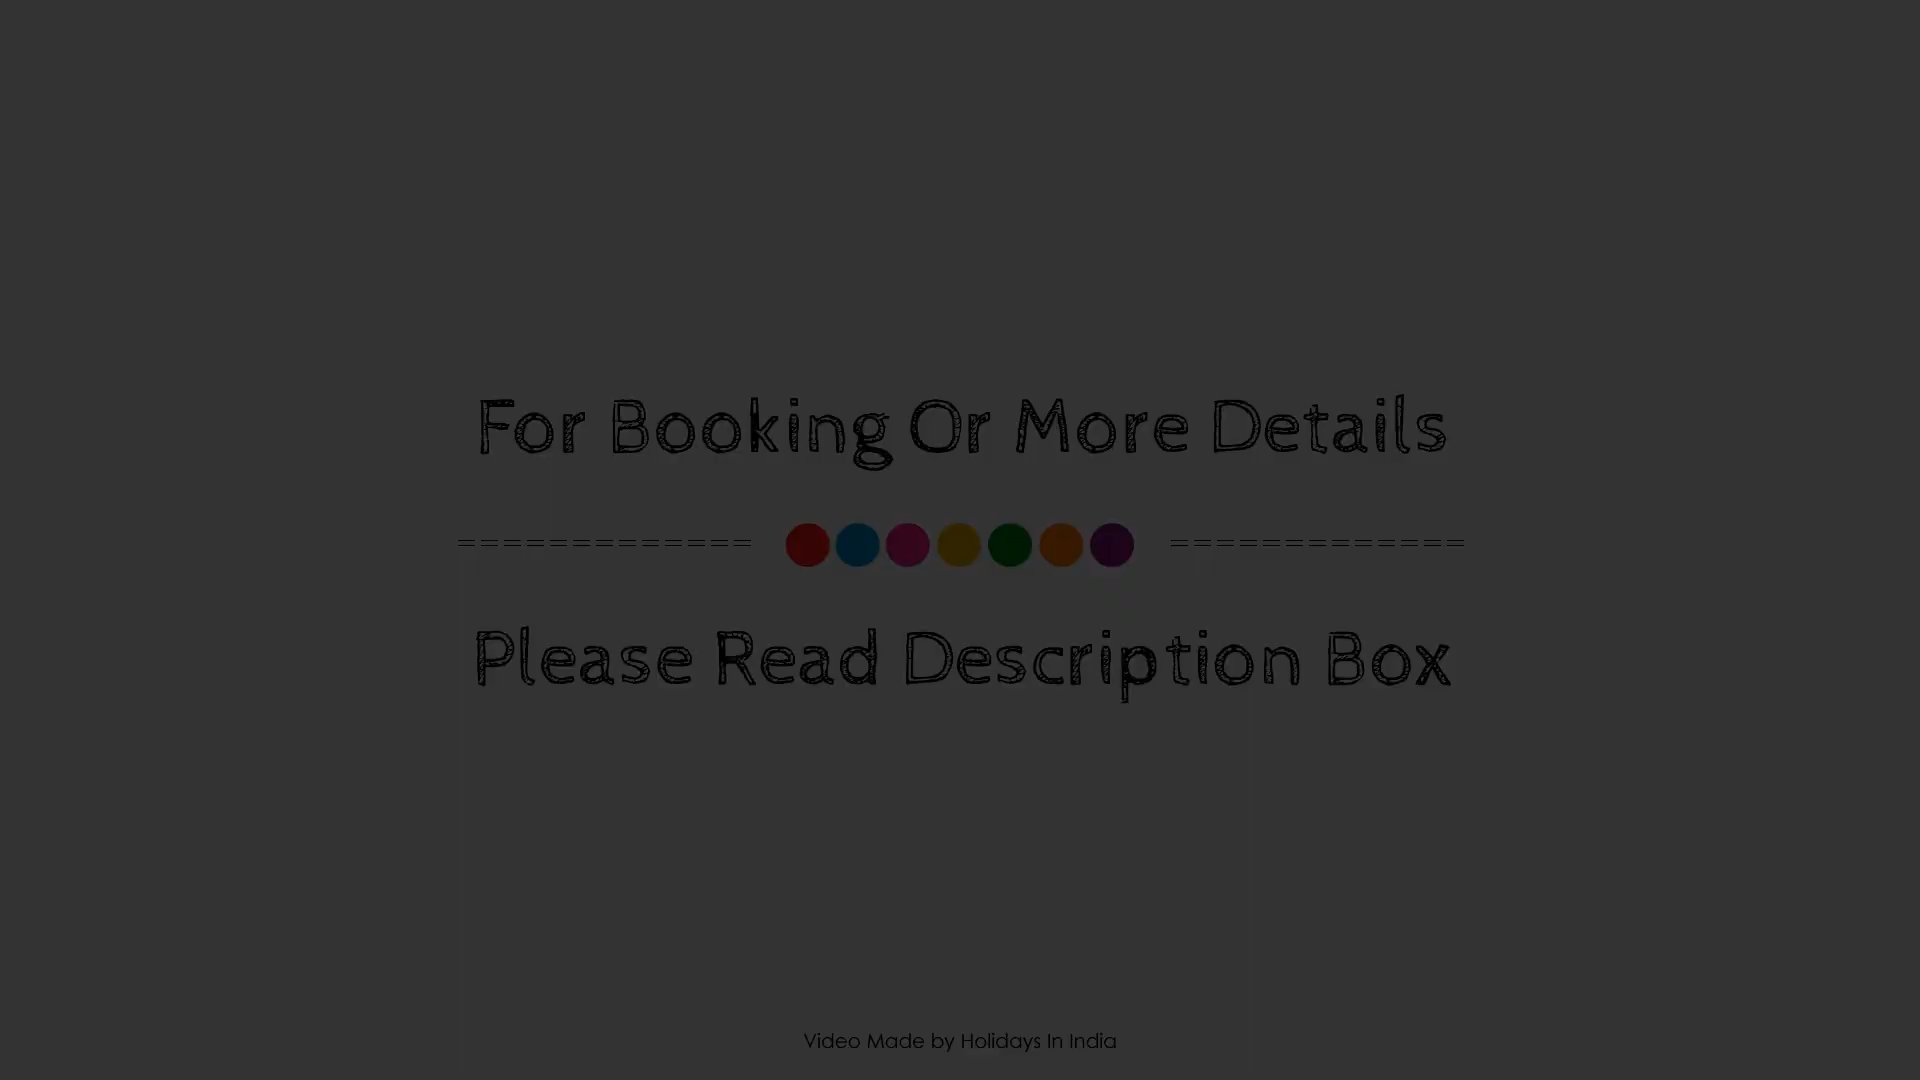 For Booking Or More Details
============= =============
Please Read Description Box
Video Made by Holidays In India